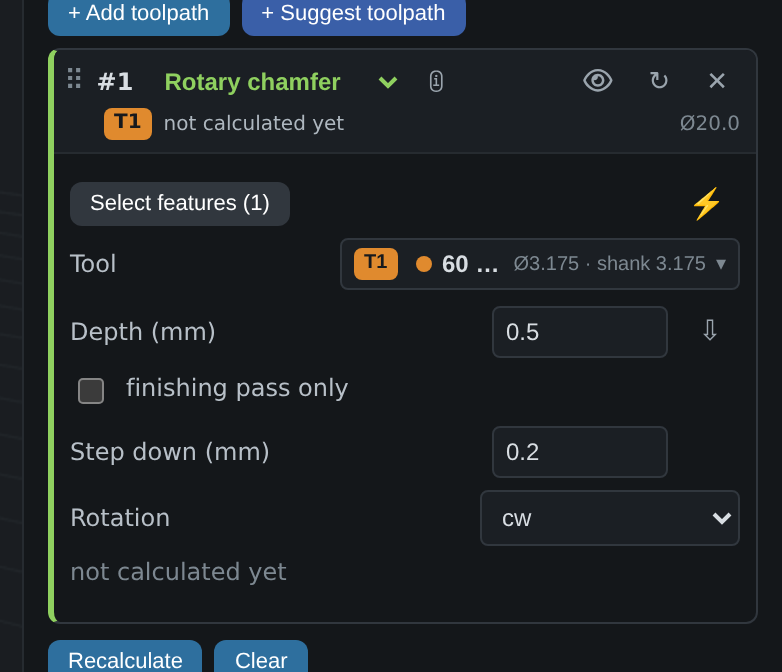 + Add toolpath + Suggest toolpath
#1 Rotary chamfer
T1 not calculated yet Ø20.0
Select features (1)
Tool T1 60 ... Ø3.175 · shank 3.175
Depth (mm) 0.5
finishing pass only
Step down (mm) 0.2
Rotation cw
not calculated yet
Recalculate Clear